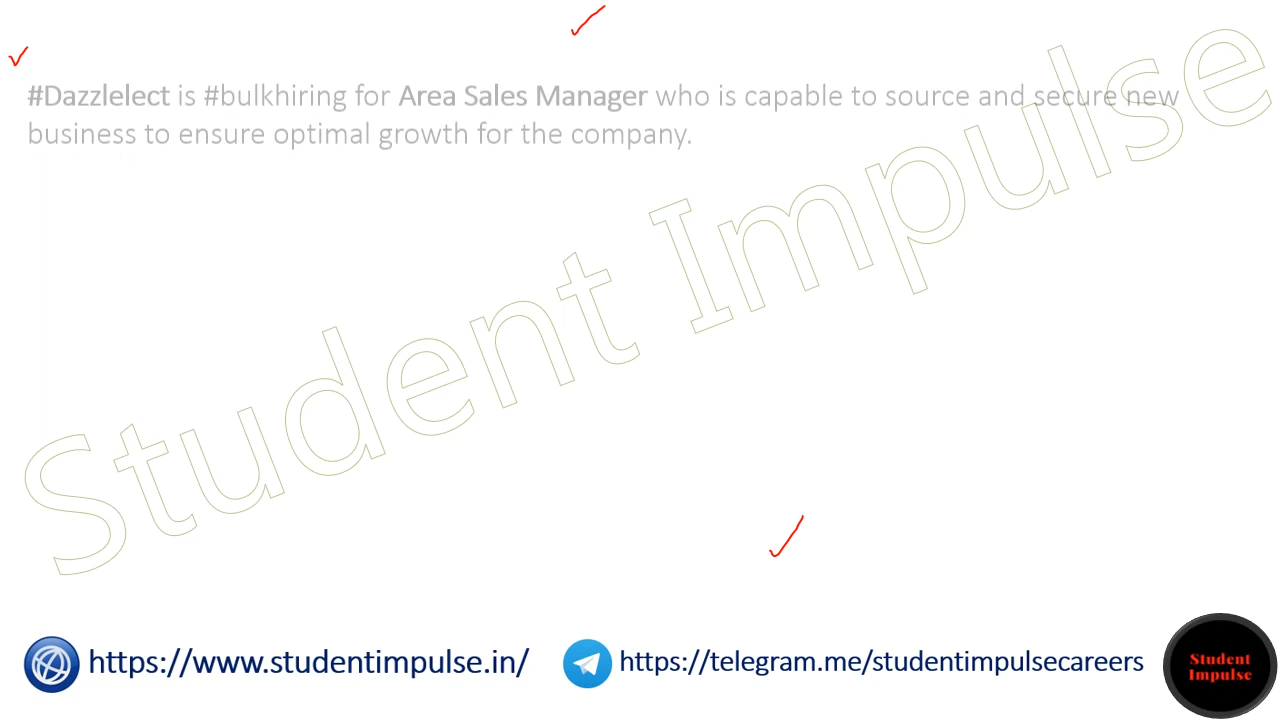 #Dazzlelect is #bulkhiring for Area Sales Manager who is capable to source and secure new
business to ensure optimal growth for the company.
Student Impulse
https://www.studentimpulse.in/
https://telegram.me/studentimpulsecareers
Student
Impulse